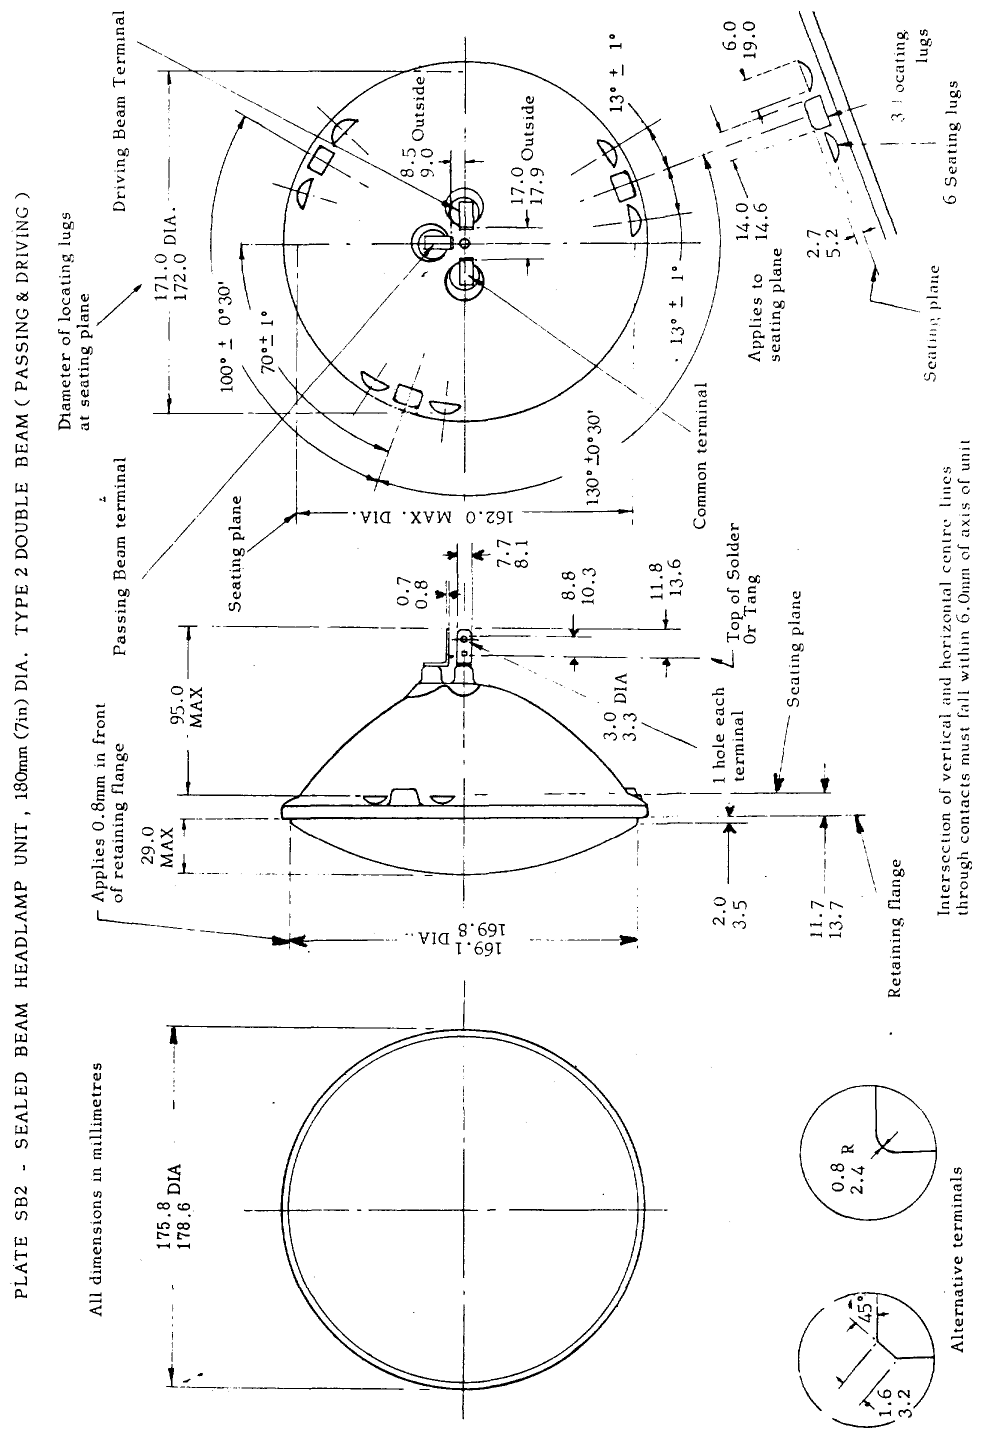 PLATE SB2 - SEALED BEAM HEADLAMP UNIT, 180mm (7in) DIA. TYPE 2 DOUBLE BEAM (PASSING & DRIVING)
All dimensions in millimetres
175.8
178.6
DIA
Applies 0.8mm in front
of retaining flange
29.0
MAX
95.0
MAX
169.1
169.8
DIA.
Passing Beam terminal
Seating plane
Diameter of locating lugs
at seating plane
Driving Beam Terminal
171.0
172.0
DIA.
100° ± 0°30'
70° ± 1°
8.5
9.0
Outside
17.0
17.9
Outside
13° ± 1°
13° ± 1°
130° ±0°30'
162.0 MAX. DIA.
Common terminal
0.7
0.8
7.7
8.1
8.8
10.3
11.8
13.6
Top of Solder
Or Tang
3.0
3.3
DIA
1 hole each
terminal
Seating plane
2.0
3.5
11.7
13.7
Retaining flange
6.0
19.0
14.0
14.6
Applies to
seating plane
2.7
5.2
3 locating
lugs
6 Seating lugs
Seating plane
Intersection of vertical and horizontal centre lines
through contacts must fall within 6.0mm of axis of unit
45°
1.6
3.2
0.8
2.4
R
Alternative terminals